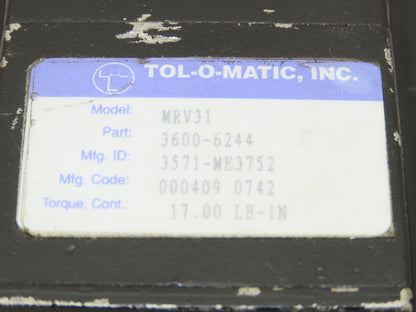 TOL-O-MATIC, INC.
Model: MRV31
Part: 3600-6244
Mfg. ID: 3571-ME3752
Mfg. Code: 000409 0742
Torque, Cont.: 17.00 LB-IN